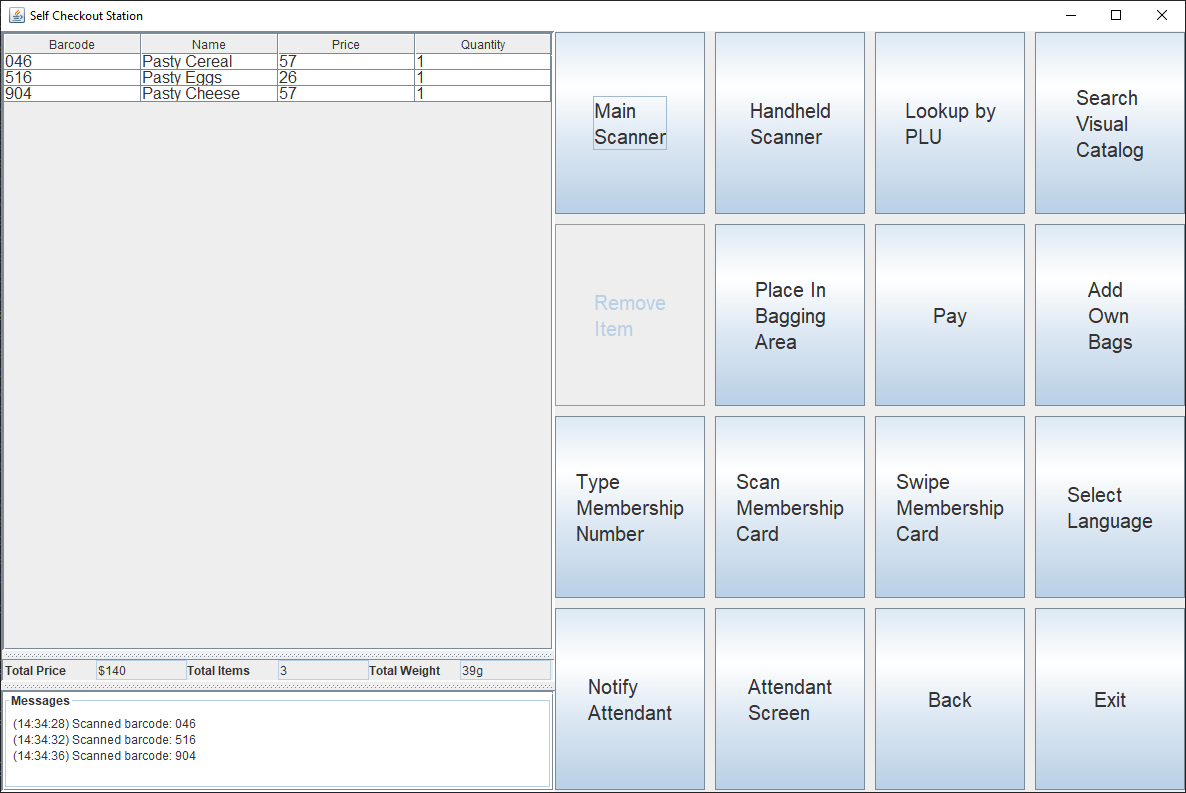 Self Checkout Station
Barcode Name Price Quantity
046 Pasty Cereal 57 1
516 Pasty Eggs 26 1
904 Pasty Cheese 57 1
Total Price $140 Total Items 3 Total Weight 39g
Messages
(14:34:28) Scanned barcode: 046
(14:34:32) Scanned barcode: 516
(14:34:36) Scanned barcode: 904
Main
Scanner
Handheld
Scanner
Lookup by
PLU
Search
Visual
Catalog
Remove
Item
Place In
Bagging
Area
Pay
Add
Own
Bags
Type
Membership
Number
Scan
Membership
Card
Swipe
Membership
Card
Select
Language
Notify
Attendant
Attendant
Screen
Back
Exit